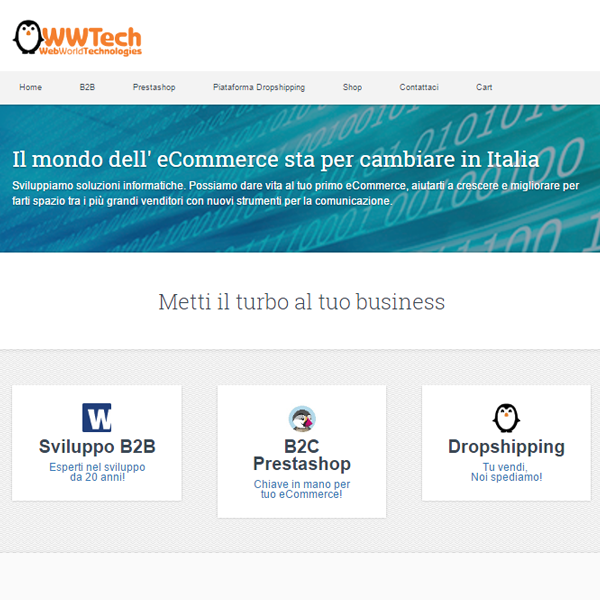 WWTech
WebWorldTechnologies
Home B2B Prestashop Piataforma Dropshipping Shop Contattaci Cart
Il mondo dell' eCommerce sta per cambiare in Italia
Sviluppiamo soluzioni informatiche. Possiamo dare vita al tuo primo eCommerce, aiutarti a crescere e migliorare per
farti spazio tra i più grandi venditori con nuovi strumenti per la comunicazione.
Metti il turbo al tuo business
W
Sviluppo B2B
Esperti nel sviluppo
da 20 anni!
B2C
Prestashop
Chiave in mano per
tuo eCommerce!
Dropshipping
Tu vendi,
Noi spediamo!